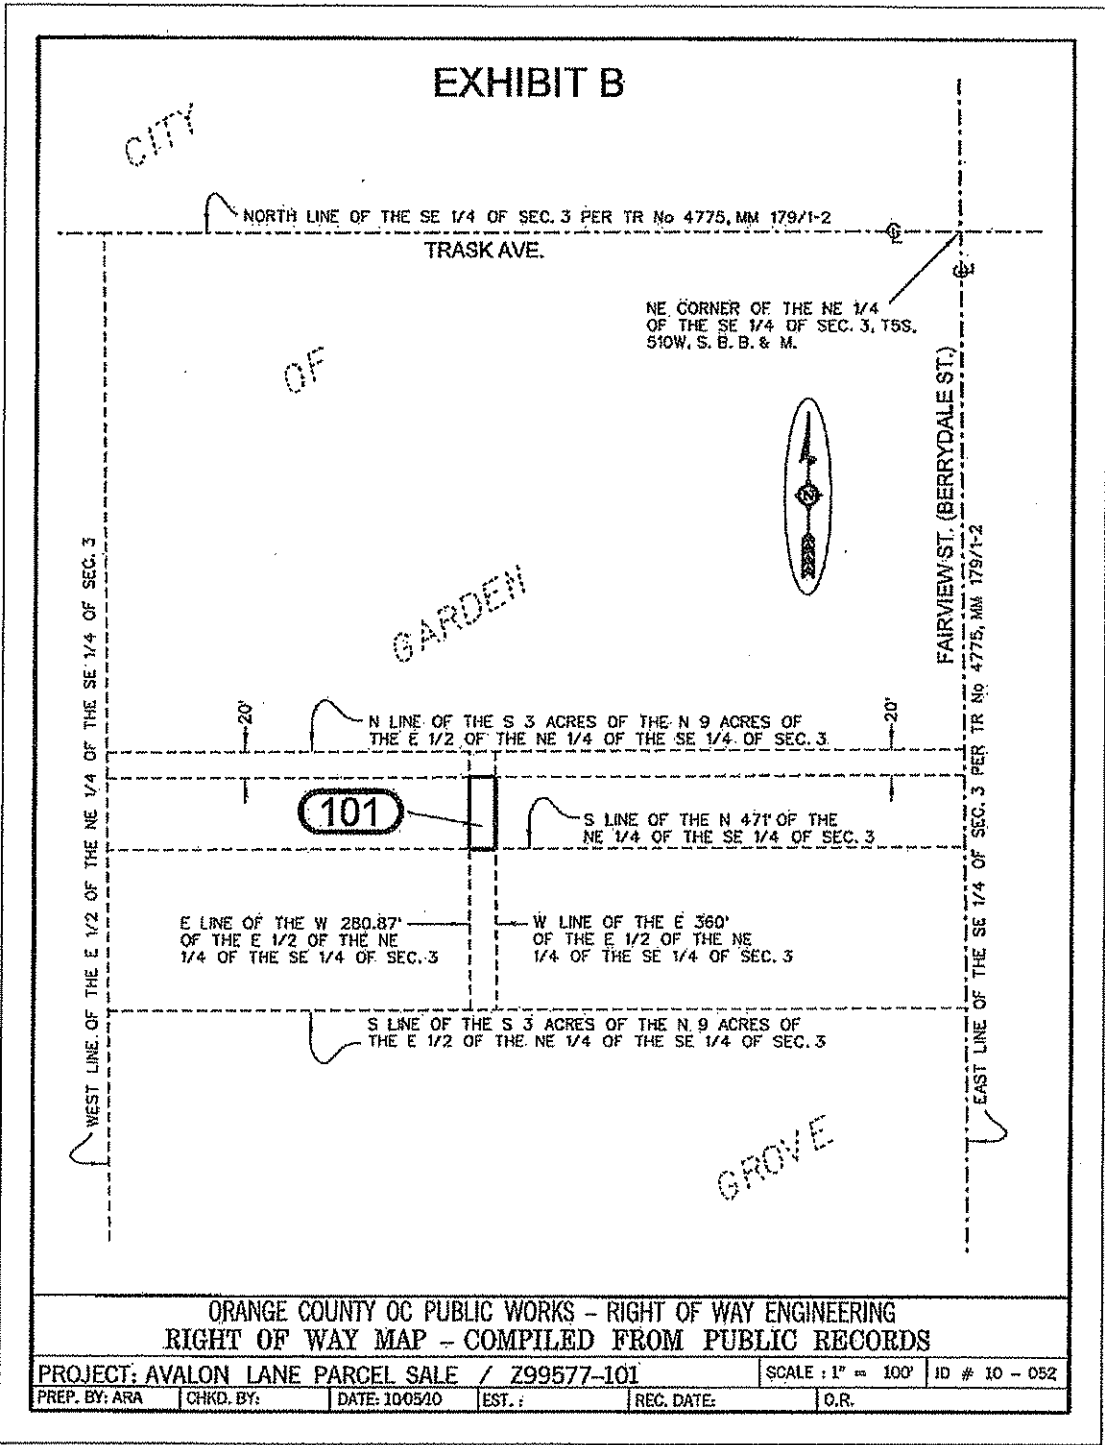 EXHIBIT B
CITY
NORTH LINE OF THE SE 1/4 OF SEC. 3 PER TR No 4775, MM 179/1-2
TRASK AVE.
NE CORNER OF THE NE 1/4
OF THE SE 1/4 OF SEC. 3, T5S,
510W, S. B. B. & M.
OF
N
FAIRVIEW ST. (BERRYDALE ST.)
WEST LINE OF THE E 1/2 OF THE NE 1/4 OF THE SE 1/4 OF SEC. 3
EAST LINE OF THE SE 1/4 OF SEC. 3 PER TR No 4775, MM 179/1-2
GARDEN
20'
N LINE OF THE S 3 ACRES OF THE N 9 ACRES OF
THE E 1/2 OF THE NE 1/4 OF THE SE 1/4 OF SEC. 3
20'
101
S LINE OF THE N 471' OF THE
NE 1/4 OF THE SE 1/4 OF SEC. 3
E LINE OF THE W 280.87'
OF THE E 1/2 OF THE NE
1/4 OF THE SE 1/4 OF SEC. 3
W LINE OF THE E 360'
OF THE E 1/2 OF THE NE
1/4 OF THE SE 1/4 OF SEC. 3
S LINE OF THE S 3 ACRES OF THE N 9 ACRES OF
THE E 1/2 OF THE NE 1/4 OF THE SE 1/4 OF SEC. 3
GROVE
ORANGE COUNTY OC PUBLIC WORKS - RIGHT OF WAY ENGINEERING
RIGHT OF WAY MAP - COMPILED FROM PUBLIC RECORDS
PROJECT: AVALON LANE PARCEL SALE / Z99577-101
SCALE : 1" = 100'
ID # 10 - 052
PREP. BY: ARA
CHKD. BY:
DATE: 10/05/10
EST. :
REC. DATE:
O.R.